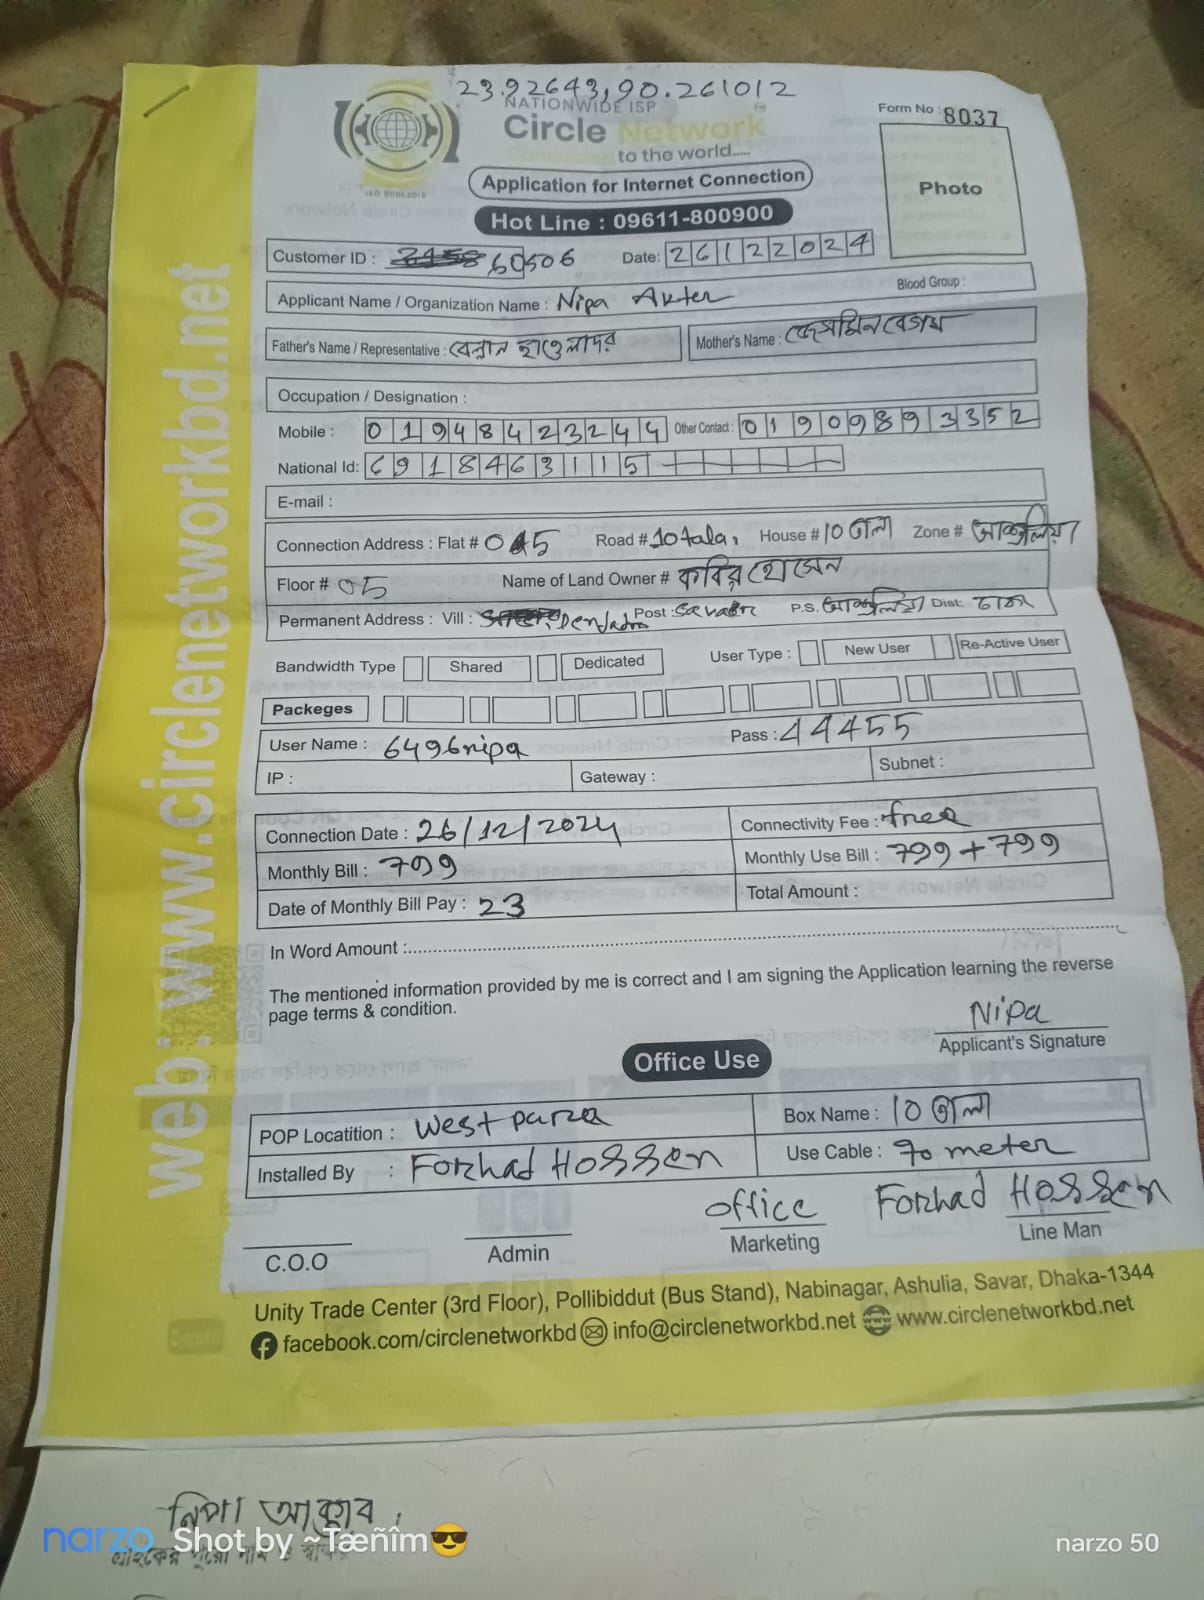 23.92643,90.261012
NATIONWIDE ISP
Circle Network
to the world.....
ISO 9001:2015
Form No : 8037
Photo
Application for Internet Connection
Hot Line : 09611-800900
Customer ID : 60506 Date: 26122024
Applicant Name / Organization Name : Nipa Akter Blood Group :
Father's Name / Representative : বেল্লাল হাওলাদার Mother's Name : জেসমিন বেগম
Occupation / Designation :
Mobile : 01948423244 Other Contact : 01909893352
National Id: 6918463115
E-mail :
Connection Address : Flat # 05 Road # 10 tala, House # 10 তলা Zone # আশুলিয়া
Floor # 05 Name of Land Owner # কবির হোসেন
Permanent Address : Vill : Dendabor Post : Savar P.S. আশুলিয়া Dist: ঢাকা
Bandwidth Type Shared Dedicated User Type : New User Re-Active User
Packeges
User Name : 6496nipa Pass : 44455
IP : Gateway : Subnet :
Connection Date : 26/12/2024 Connectivity Fee : free
Monthly Bill : 799 Monthly Use Bill : 799+799
Date of Monthly Bill Pay : 23 Total Amount :
In Word Amount :
The mentioned information provided by me is correct and I am signing the Application learning the reverse
page terms & condition.
Nipa
Applicant's Signature
Office Use
POP Locatition : West para Box Name : 10 তলা
Installed By : Forhad Hossen Use Cable : 70 meter
office Forhad Hossen
C.O.O Admin Marketing Line Man
Unity Trade Center (3rd Floor), Pollibiddut (Bus Stand), Nabinagar, Ashulia, Savar, Dhaka-1344
facebook.com/circlenetworkbd info@circlenetworkbd.net www.circlenetworkbd.net
web : www.circlenetworkbd.net
নিপা আক্তার
narzo Shot by ~Tæñîm😎
narzo 50